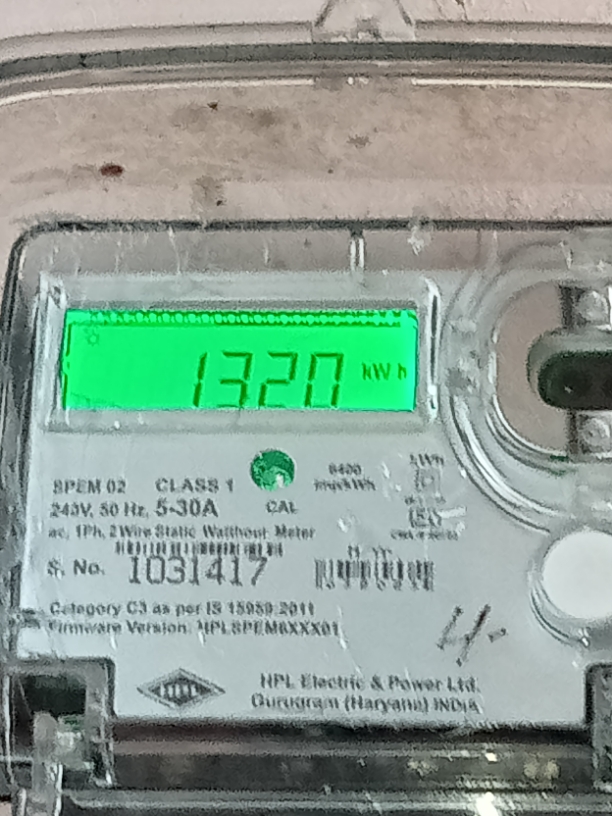 1320 kWh
SPEM 02 CLASS 1
6400 imp/kWh
kWh
240V, 50 Hz, 5-30A CAL
ac, 1Ph, 2 Wire Static Watthour Meter
S. No. 1031417
Category C3 as per IS 15959:2011
Firmware Version: HPLSPEM6XXX01
HPL Electric & Power Ltd.
Gurugram (Haryana) INDIA